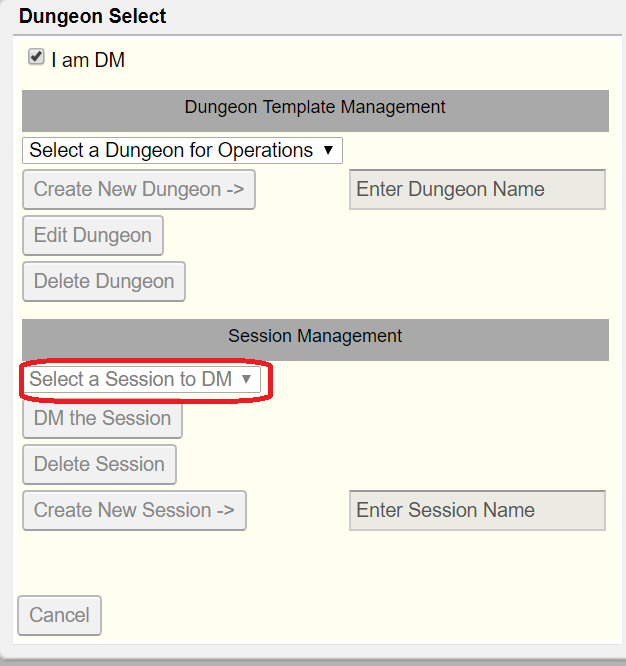 Dungeon Select
I am DM
Dungeon Template Management
Select a Dungeon for Operations
Create New Dungeon -> Enter Dungeon Name
Edit Dungeon
Delete Dungeon
Session Management
Select a Session to DM
DM the Session
Delete Session
Create New Session -> Enter Session Name
Cancel